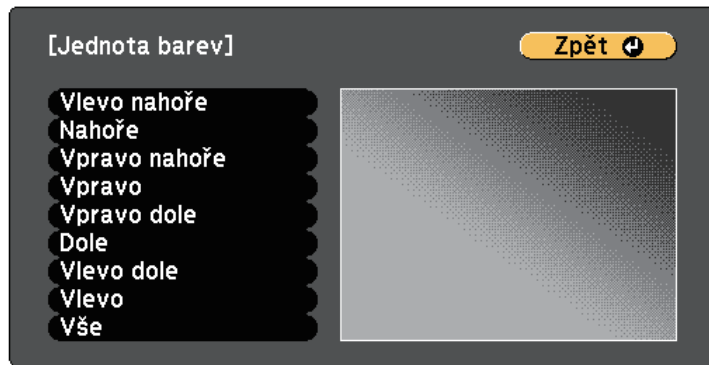 [Jednota barev]
Zpět
Vlevo nahoře
Nahoře
Vpravo nahoře
Vpravo
Vpravo dole
Dole
Vlevo dole
Vlevo
Vše